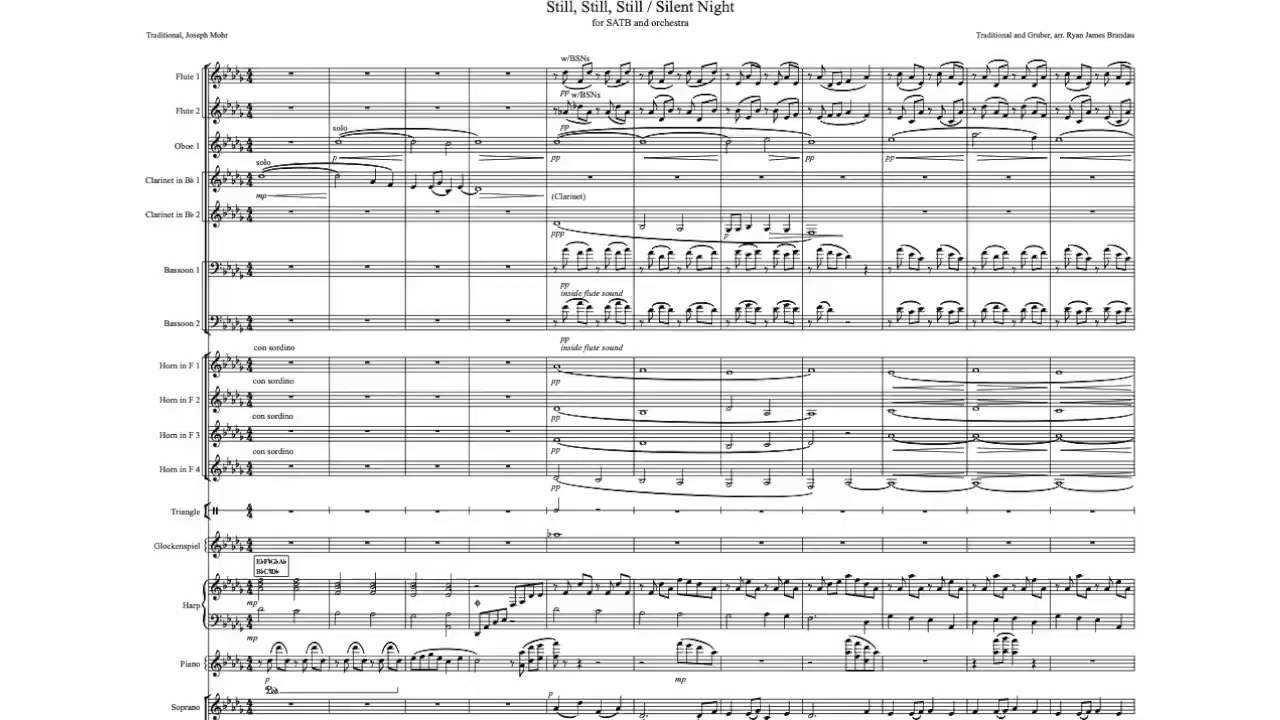 Still, Still, Still / Silent Night
for SATB and orchestra
Traditional, Joseph Mohr
Traditional and Gruber, arr. Ryan James Brandau
w/BSNs
Flute 1
pp w/BSNs
Flute 2
pp
solo
Oboe 1
p pp pp pp
solo
Clarinet in B♭ 1
mp (Clarinet)
Clarinet in B♭ 2
ppp p
Bassoon 1
pp
inside flute sound
Bassoon 2
pp
inside flute sound
con sordino
Horn in F 1
con sordino pp
Horn in F 2
con sordino pp
Horn in F 3
con sordino pp
Horn in F 4
pp
Triangle
Glockenspiel
Harp
mp
mp
Piano
p mp
Ped. p
Soprano